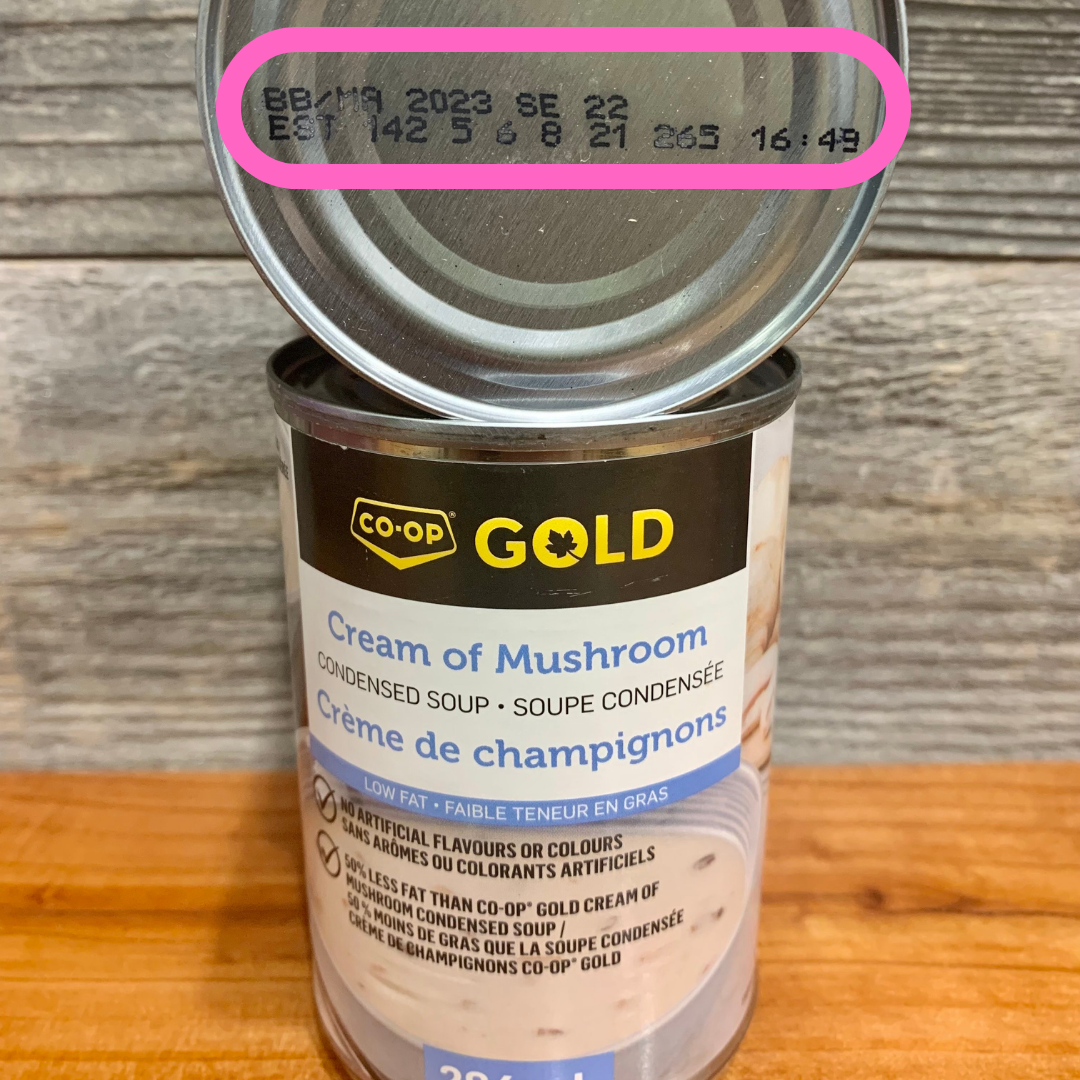 BB/MA 2023 SE 22
EST 142 5 6 8 21 265 16:49
CO-OP® GOLD
Cream of Mushroom
CONDENSED SOUP • SOUPE CONDENSÉE
Crème de champignons
LOW FAT • FAIBLE TENEUR EN GRAS
NO ARTIFICIAL FLAVOURS OR COLOURS
SANS ARÔMES OU COLORANTS ARTIFICIELS
50% LESS FAT THAN CO-OP® GOLD CREAM OF
MUSHROOM CONDENSED SOUP /
50 % MOINS DE GRAS QUE LA SOUPE CONDENSÉE
CRÈME DE CHAMPIGNONS CO-OP® GOLD